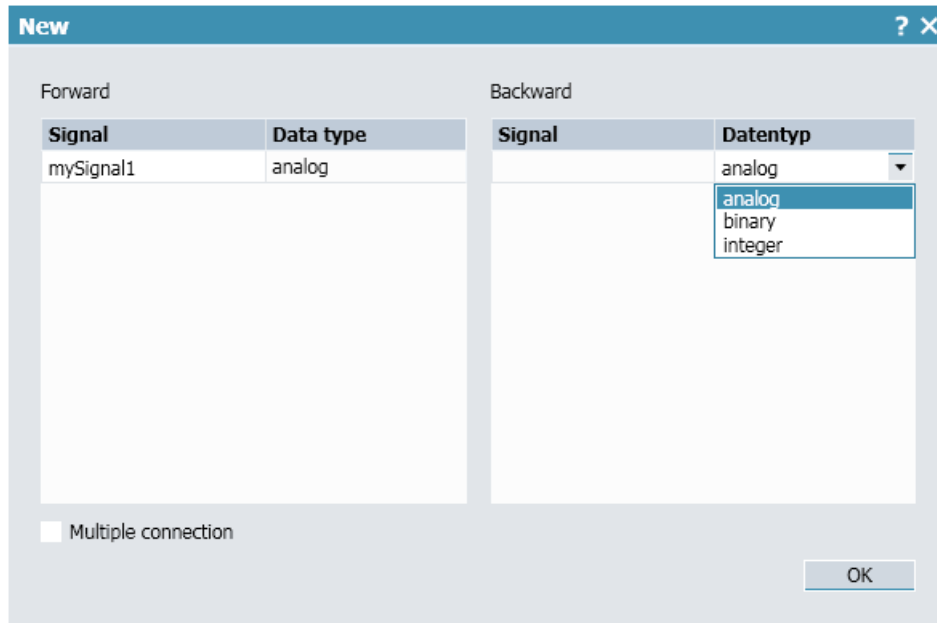 New ?
Forward Backward
Signal Data type Signal Datentyp
mySignal1 analog analog
analog
binary
integer
Multiple connection
OK